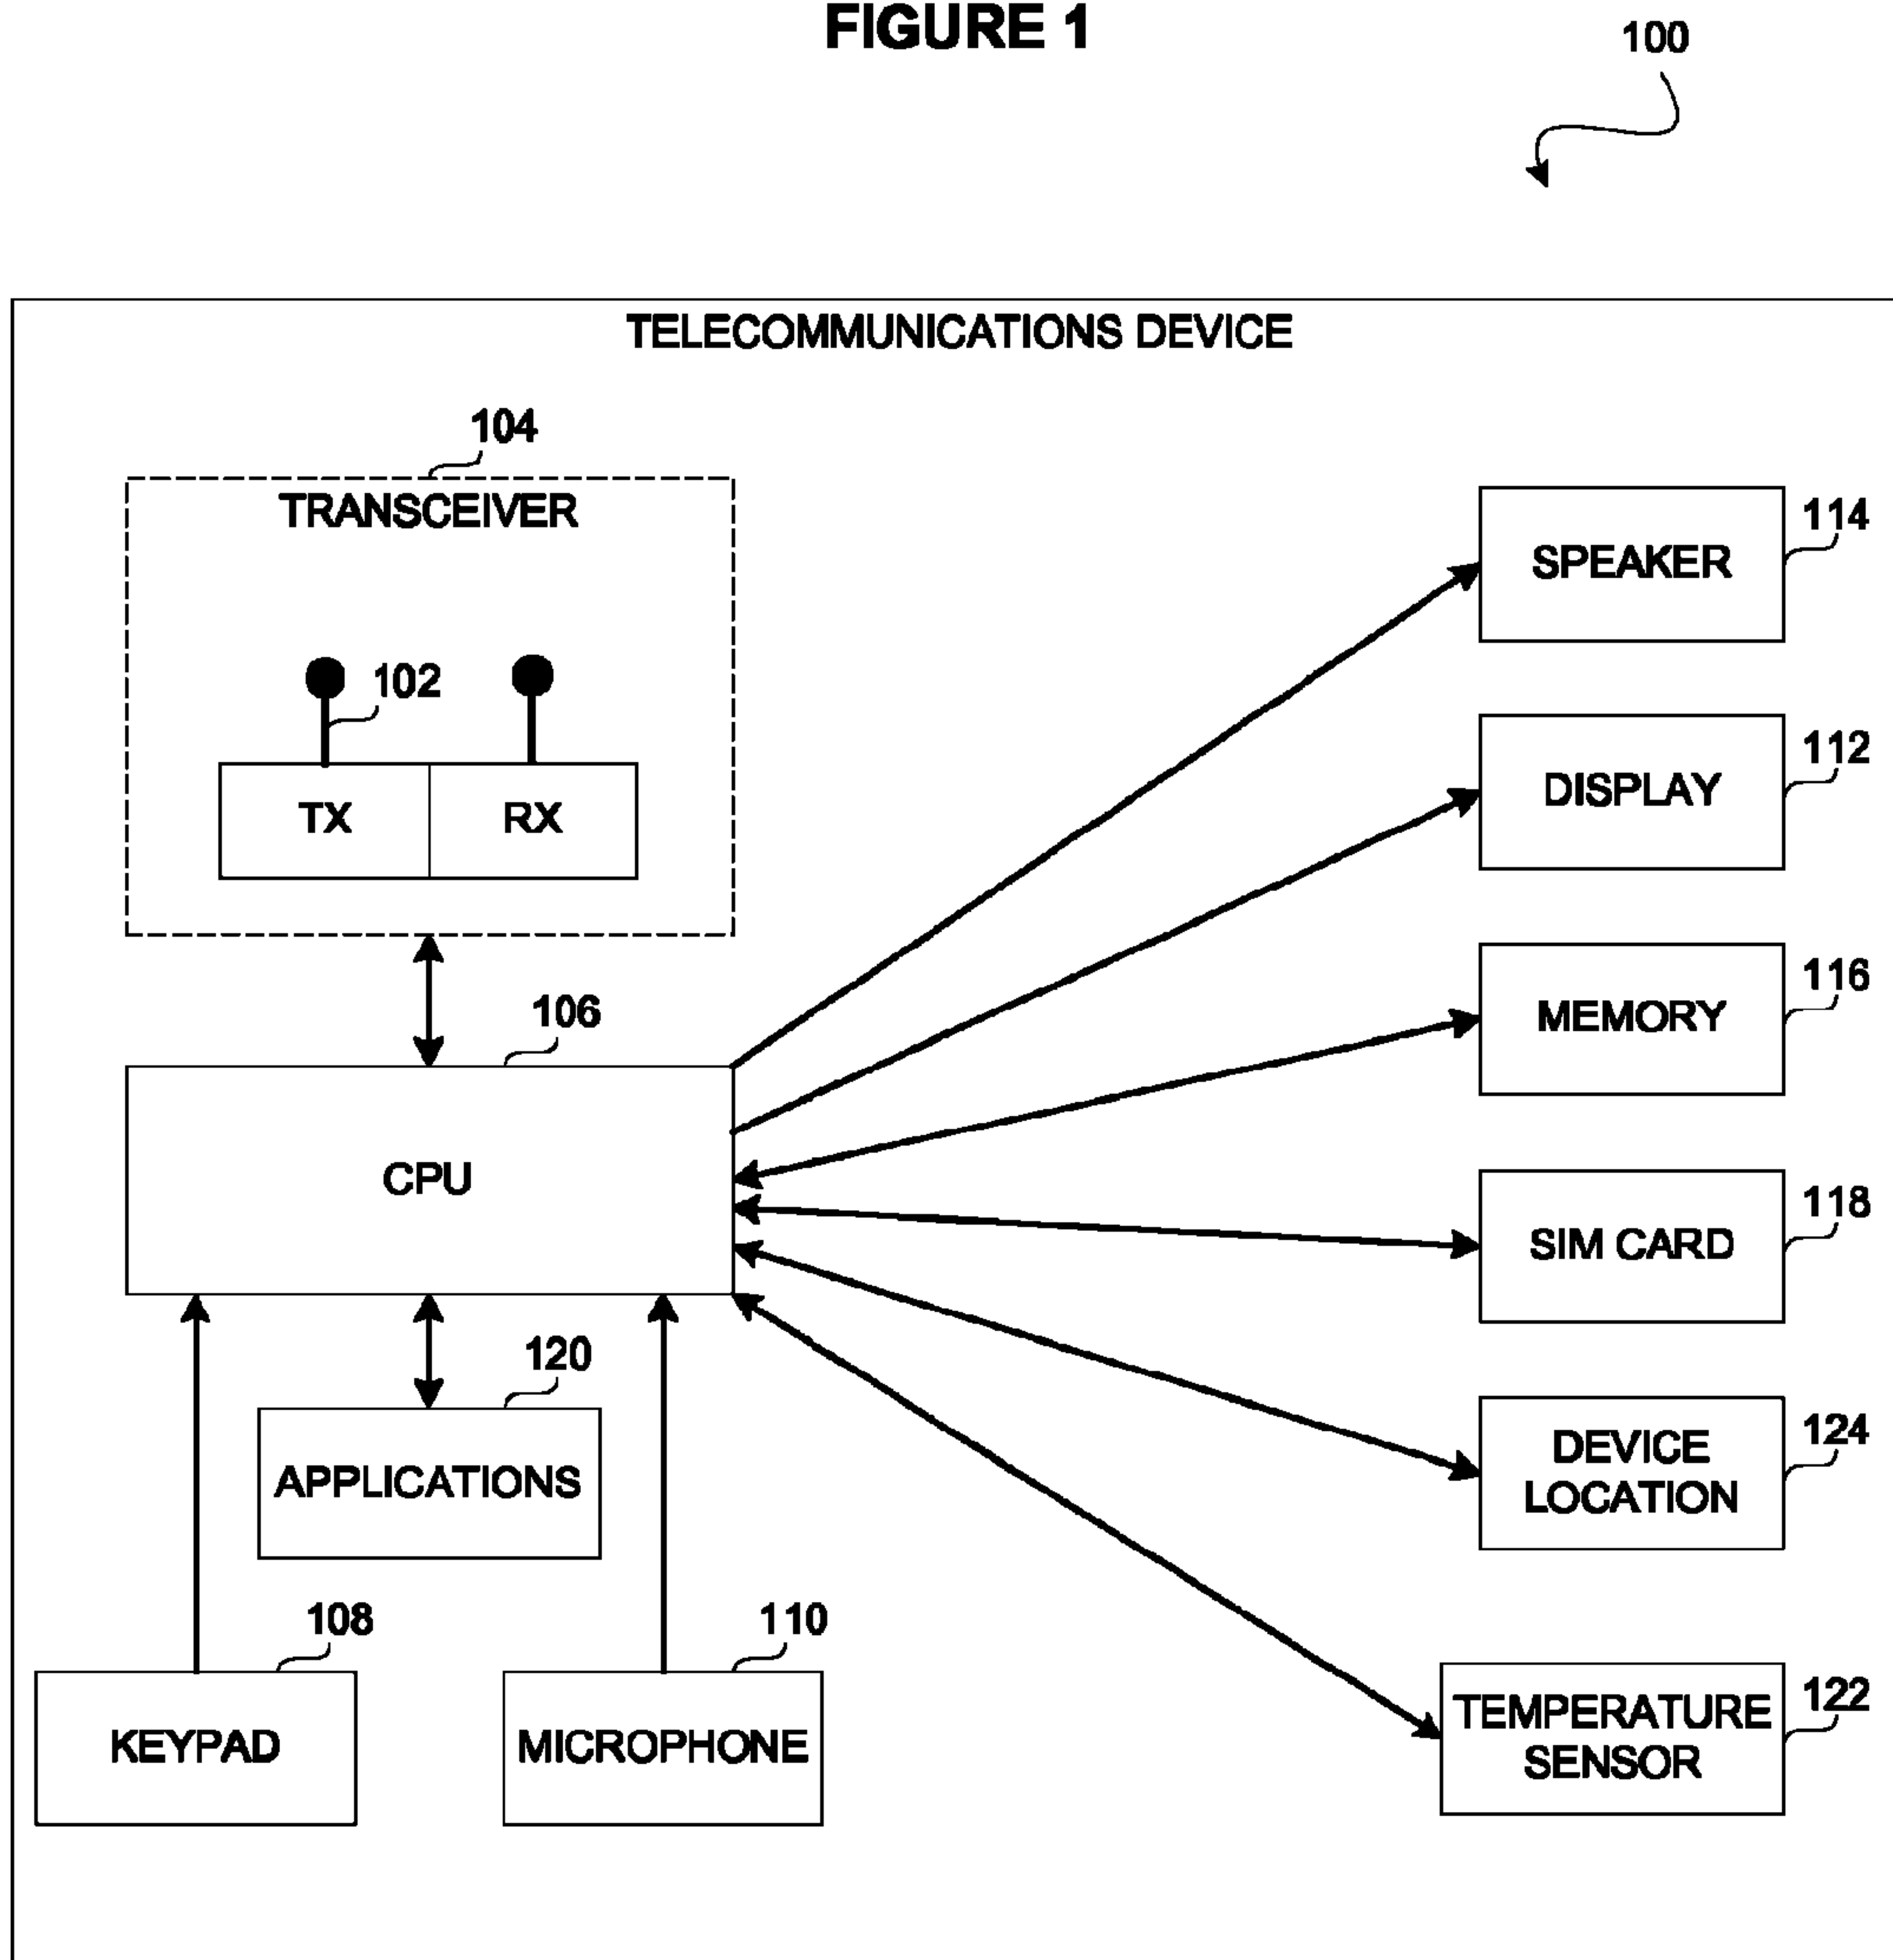 FIGURE 1
100
TELECOMMUNICATIONS DEVICE
104
TRANSCEIVER
102
TX
RX
114
SPEAKER
112
DISPLAY
116
MEMORY
106
CPU
118
SIM CARD
124
DEVICE
LOCATION
120
APPLICATIONS
108
KEYPAD
110
MICROPHONE
122
TEMPERATURE
SENSOR